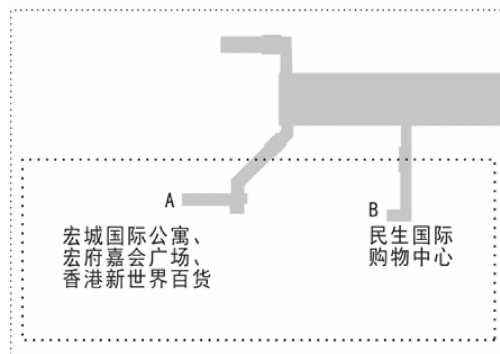 A
宏城国际公寓、
宏府嘉会广场、
香港新世界百货
B
民生国际
购物中心